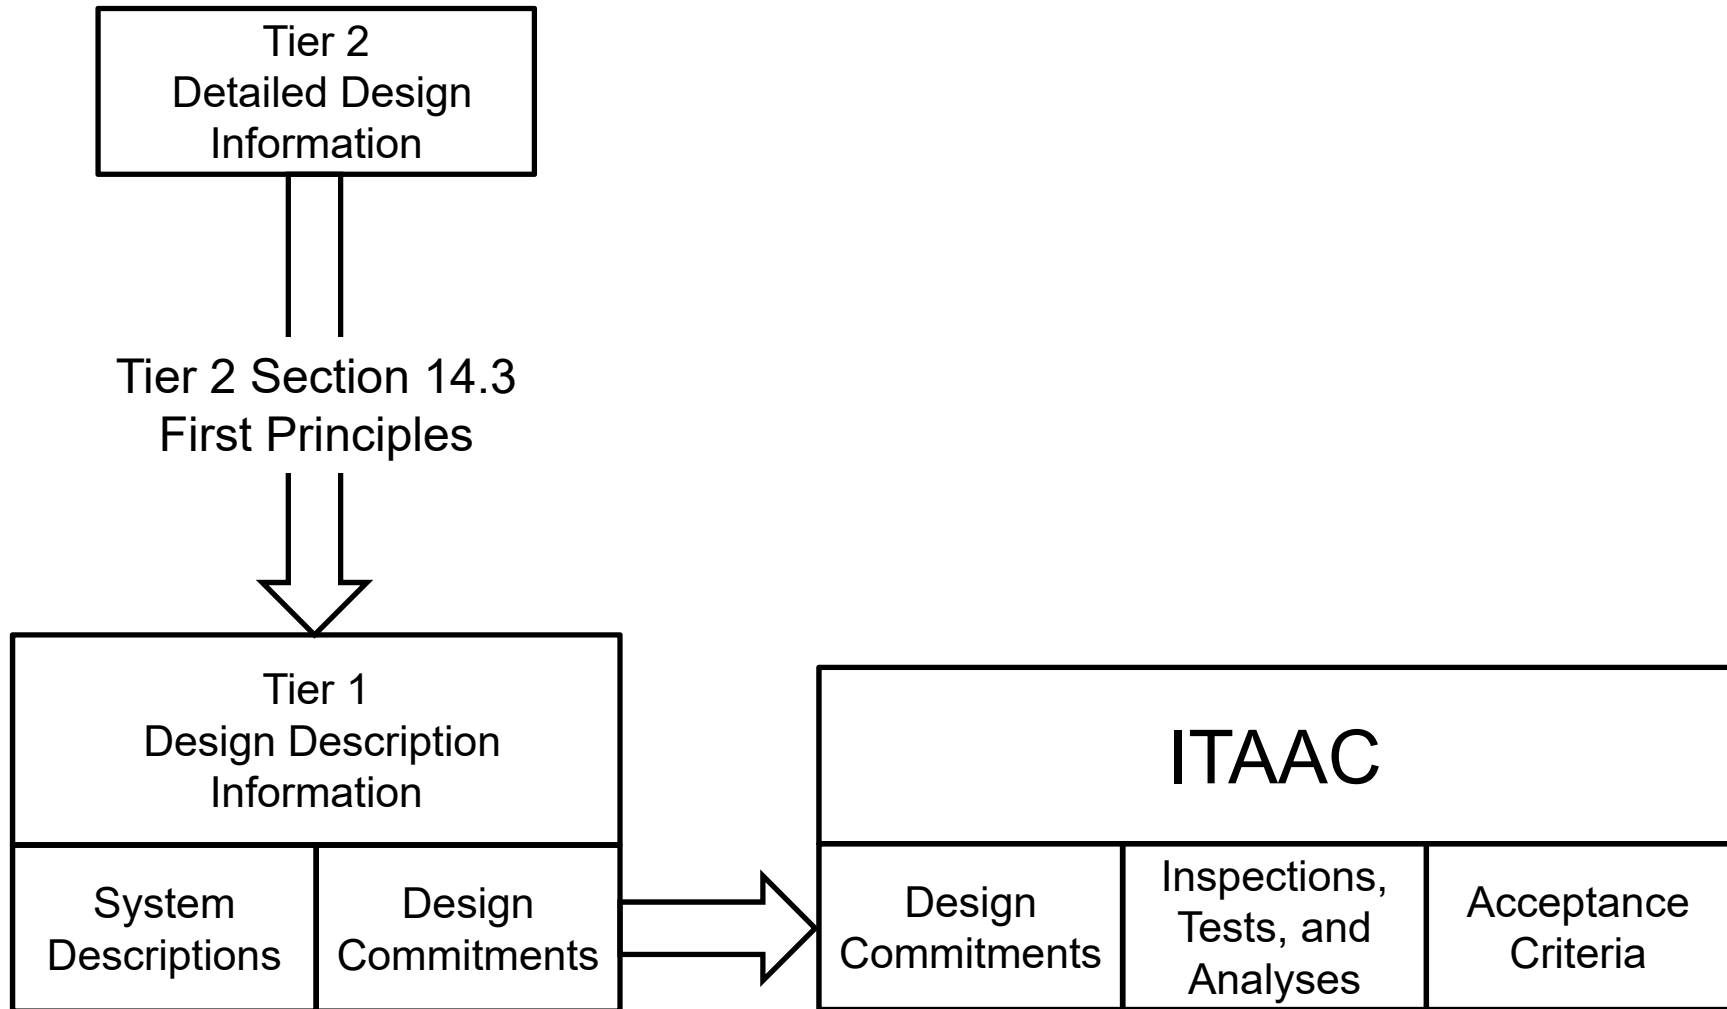 Tier 2
Detailed Design
Information
Tier 2 Section 14.3
First Principles
Tier 1
Design Description
Information
System
Descriptions
Design
Commitments
ITAAC
Design
Commitments
Inspections,
Tests, and
Analyses
Acceptance
Criteria